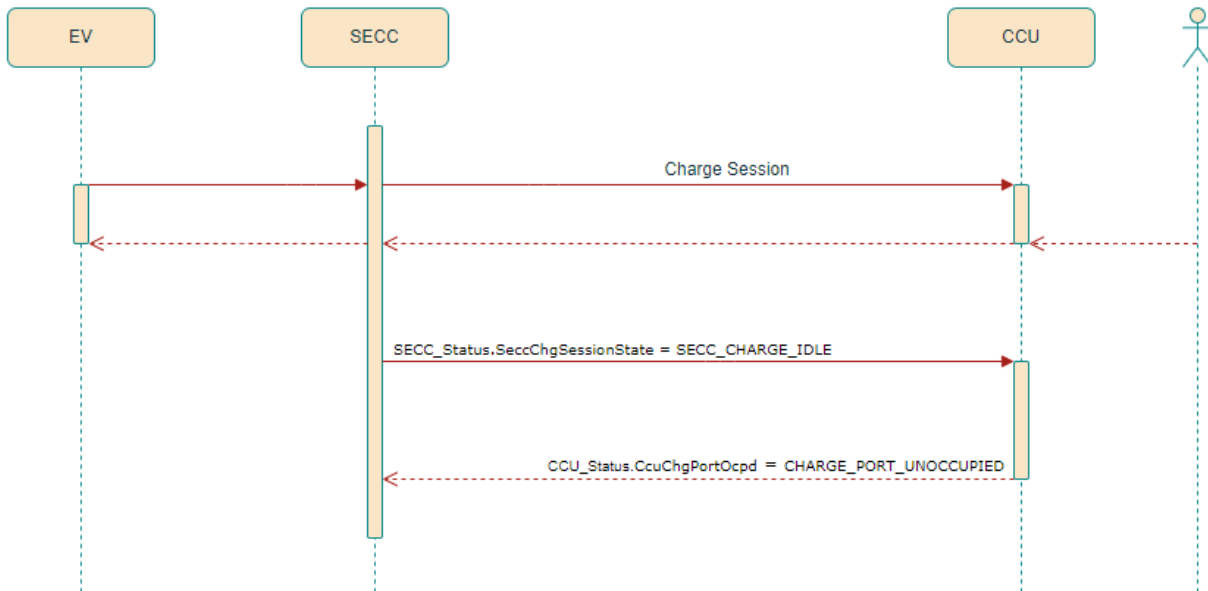 EV
SECC
CCU
Charge Session
SECC_Status.SeccChgSessionState = SECC_CHARGE_IDLE
CCU_Status.CcuChgPortOcpd = CHARGE_PORT_UNOCCUPIED